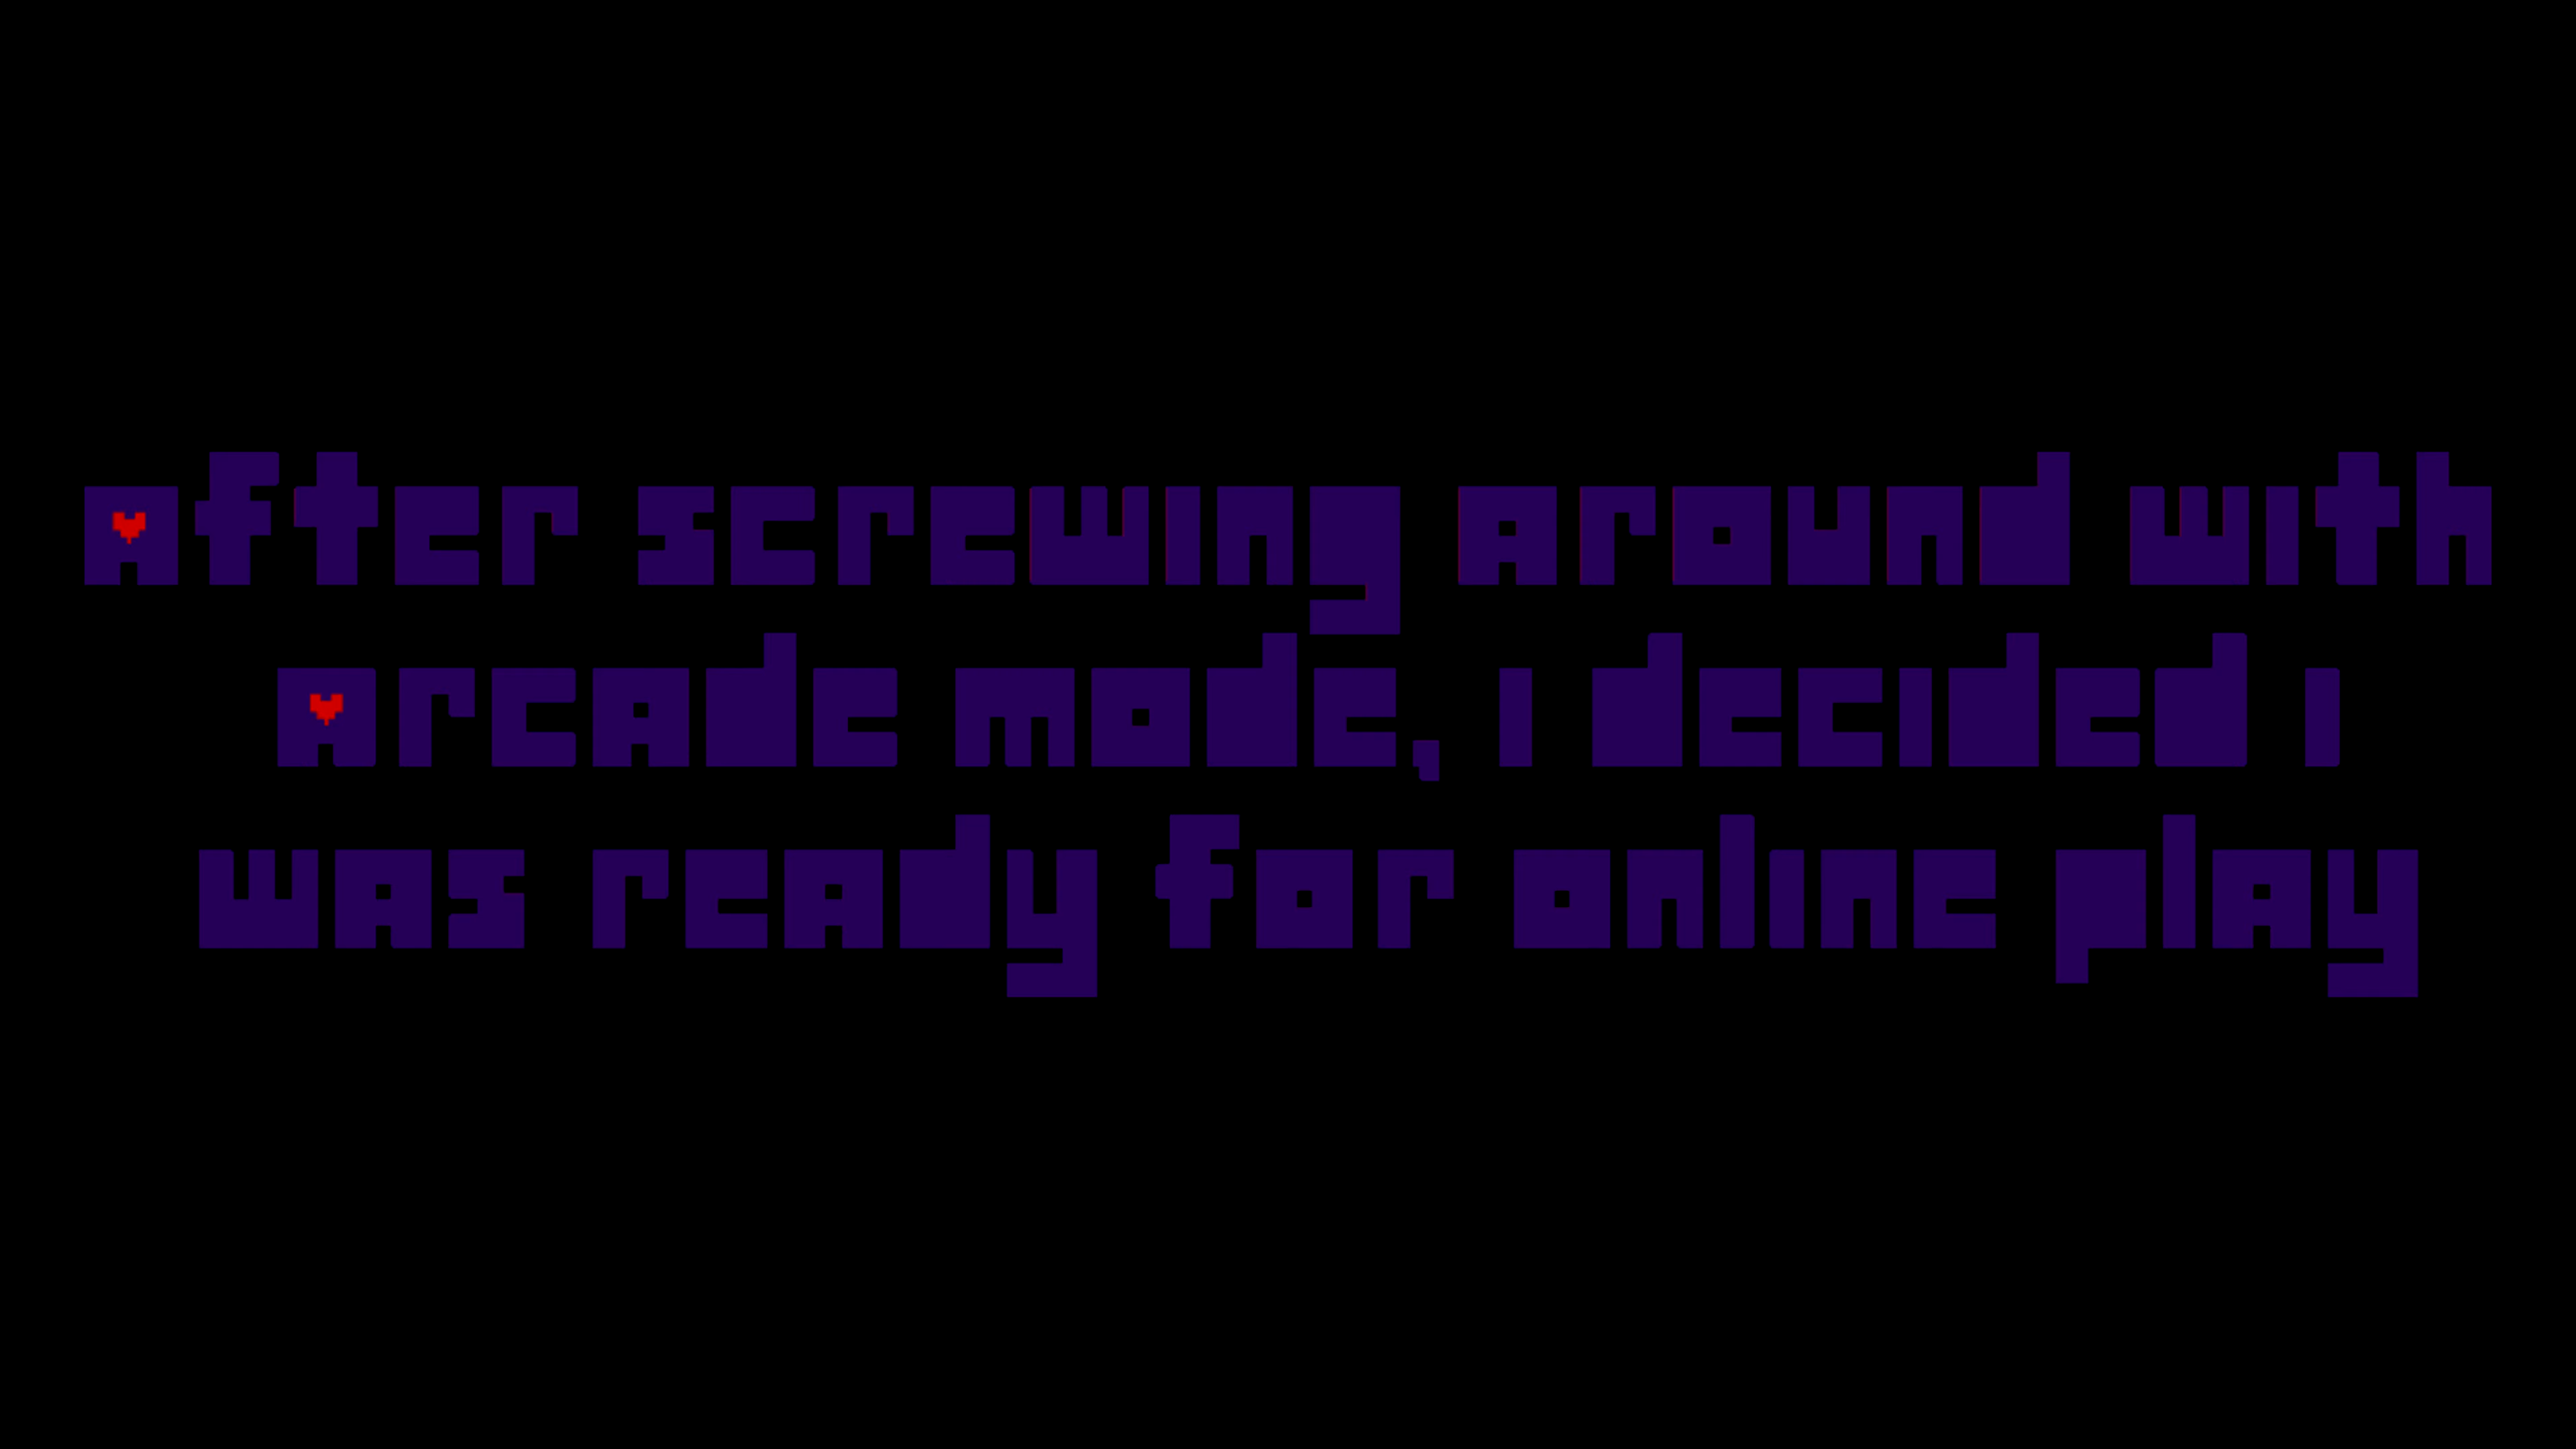 After screwing around with
Arcade mode, i decided i
was ready for online play